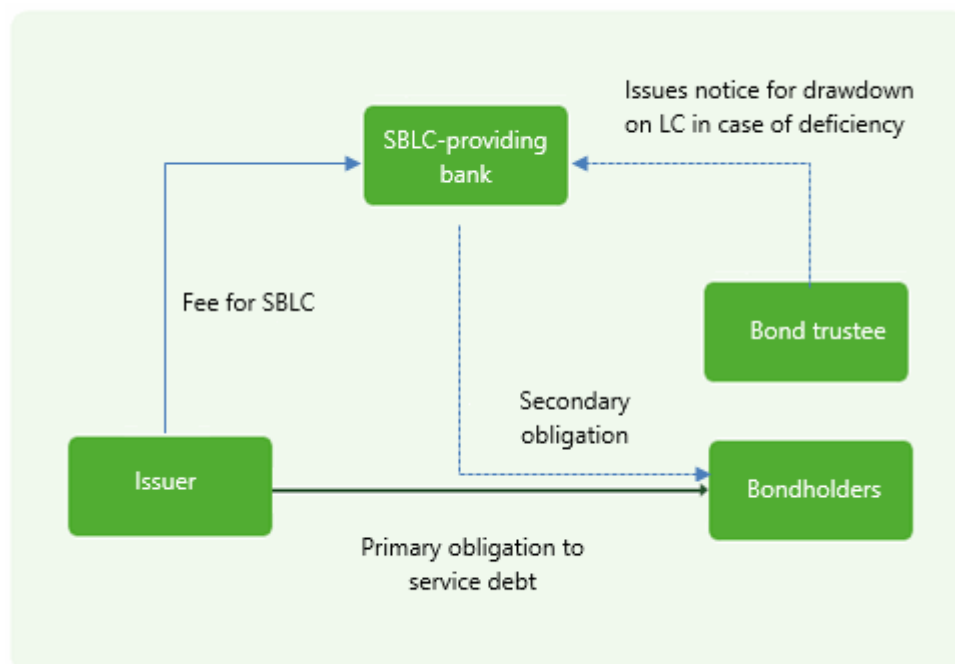 Issues notice for drawdown
on LC in case of deficiency
SBLC-providing
bank
Fee for SBLC
Bond trustee
Secondary
obligation
Issuer
Bondholders
Primary obligation to
service debt